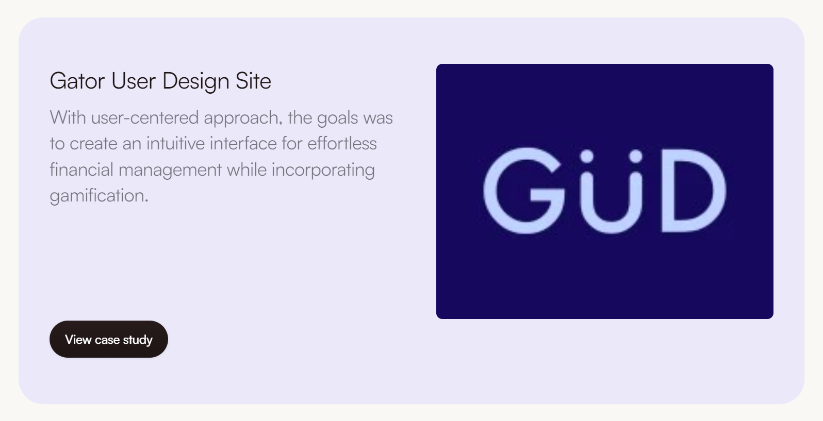 Gator User Design Site
With user-centered approach, the goals was
to create an intuitive interface for effortless
financial management while incorporating
gamification.
GÜD
View case study